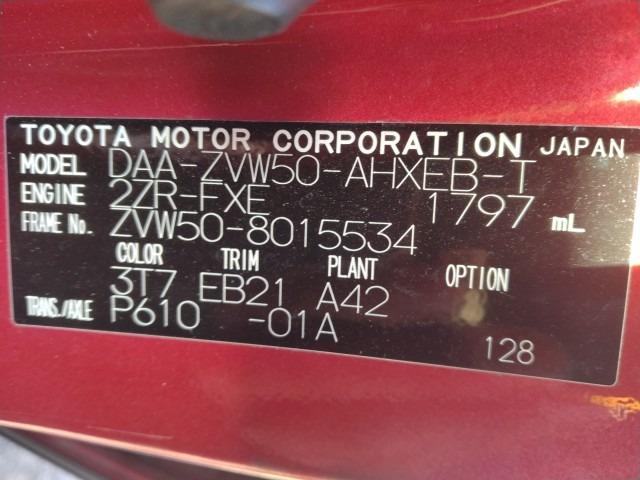 TOYOTA MOTOR CORPORATION JAPAN
MODEL DAA-ZVW50-AHXEB-T
ENGINE 2ZR-FXE 1797 mL
FRAME No. ZVW50-8015534
COLOR TRIM PLANT OPTION
3T7 EB21 A42
TRANS./AXLE P610 -01A
128